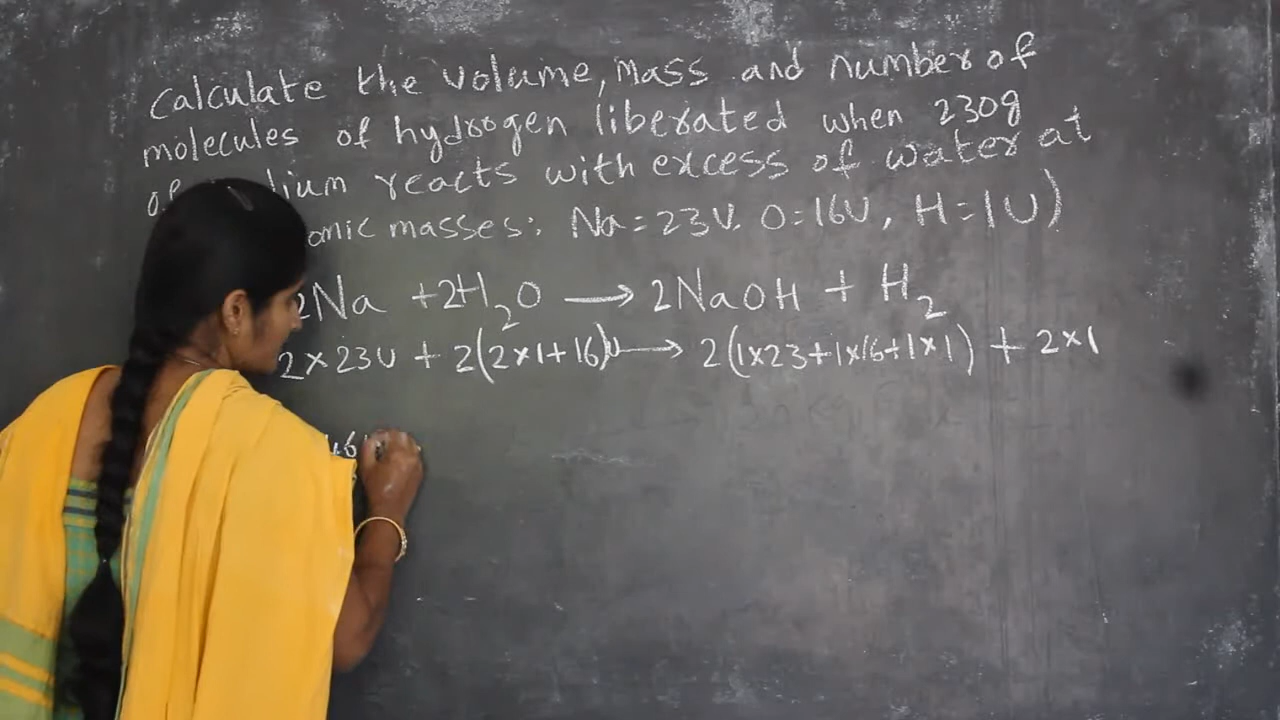 Calculate the volume, mass and number of
molecules of hydrogen liberated when 230g
of reacts with excess of water at
masses: Na=23U. O=16U, H=1U)
2Na +2H2O → 2NaOH + H2
2×23U + 2(2×1+16)U → 2(1×23+1×16+1×1) + 2×1
46